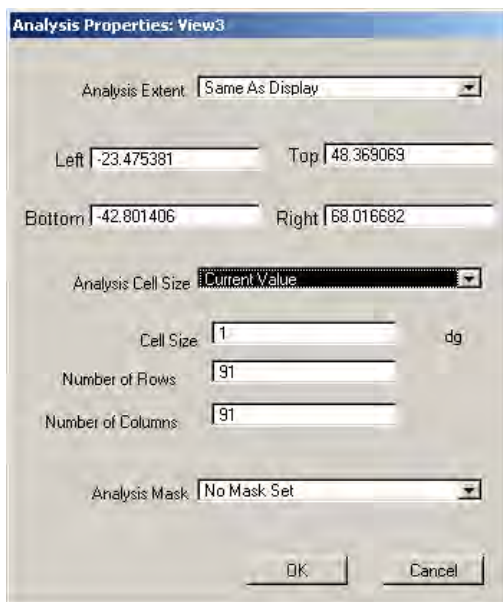 Analysis Properties: View3
Analysis Extent Same As Display
Left -23.475381 Top 48.369069
Bottom -42.801406 Right 68.016682
Analysis Cell Size Current Value
Cell Size 1 dg
Number of Rows 91
Number of Columns 91
Analysis Mask No Mask Set
OK Cancel